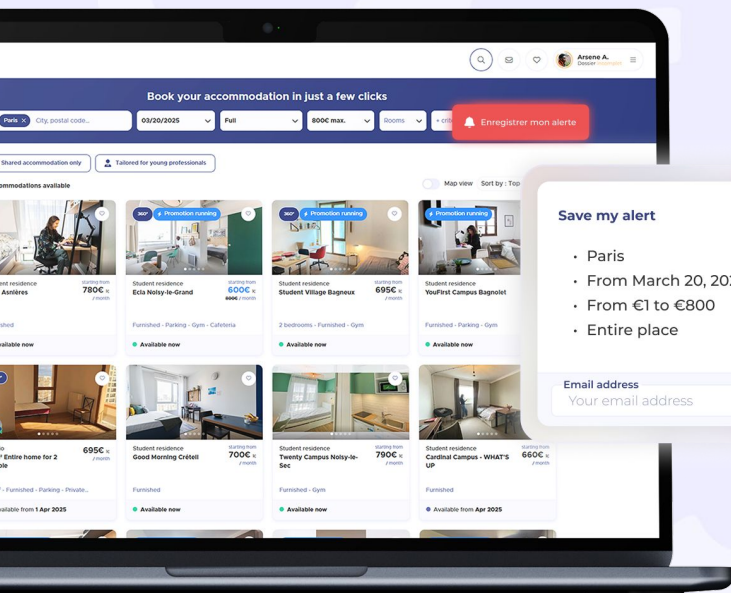 Arsene A.
Dossier
Book your accommodation in just a few clicks
Paris × City, postal code... 03/20/2025 Full 800€ max. Rooms
Enregistrer mon alerte
Shared accommodation only Tailored for young professionals
available Map view Sort by : Top
360° Promotion running 360° Promotion running Promotion running
residence starting from Student residence starting from Student residence starting from Student residence
Asnières 780€ Ecla Noisy-le-Grand 600€ Student Village Bagneux 695€ YouFirst Campus Bagnolet
/ month 800€ / month / month
Furnished - Parking - Gym - Cafeteria 2 bedrooms - Furnished - Gym Furnished - Parking - Gym
now Available now Available now Available now
Save my alert
• Paris
• From March 20, 202
• From €1 to €800
• Entire place
Email address
Your email address
695€ Student residence starting from Student residence starting from Student residence starting from
Entire home for 2 / month Good Morning Créteil 700€ Twenty Campus Noisy-le- 790€ Cardinal Campus - WHAT'S 660€
/ month Sec / month UP / month
- Furnished - Parking - Private... Furnished Furnished - Gym Furnished
from 1 Apr 2025 Available now Available now Available from Apr 2025